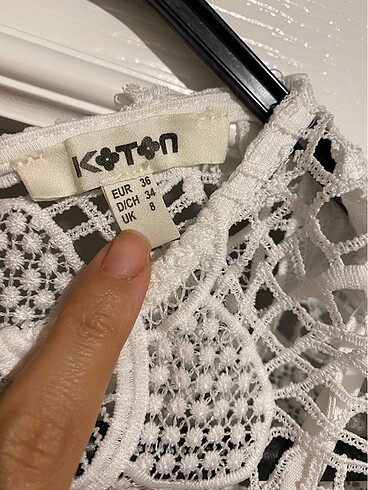 KOTON
EUR 36
D/CH 34
UK 8